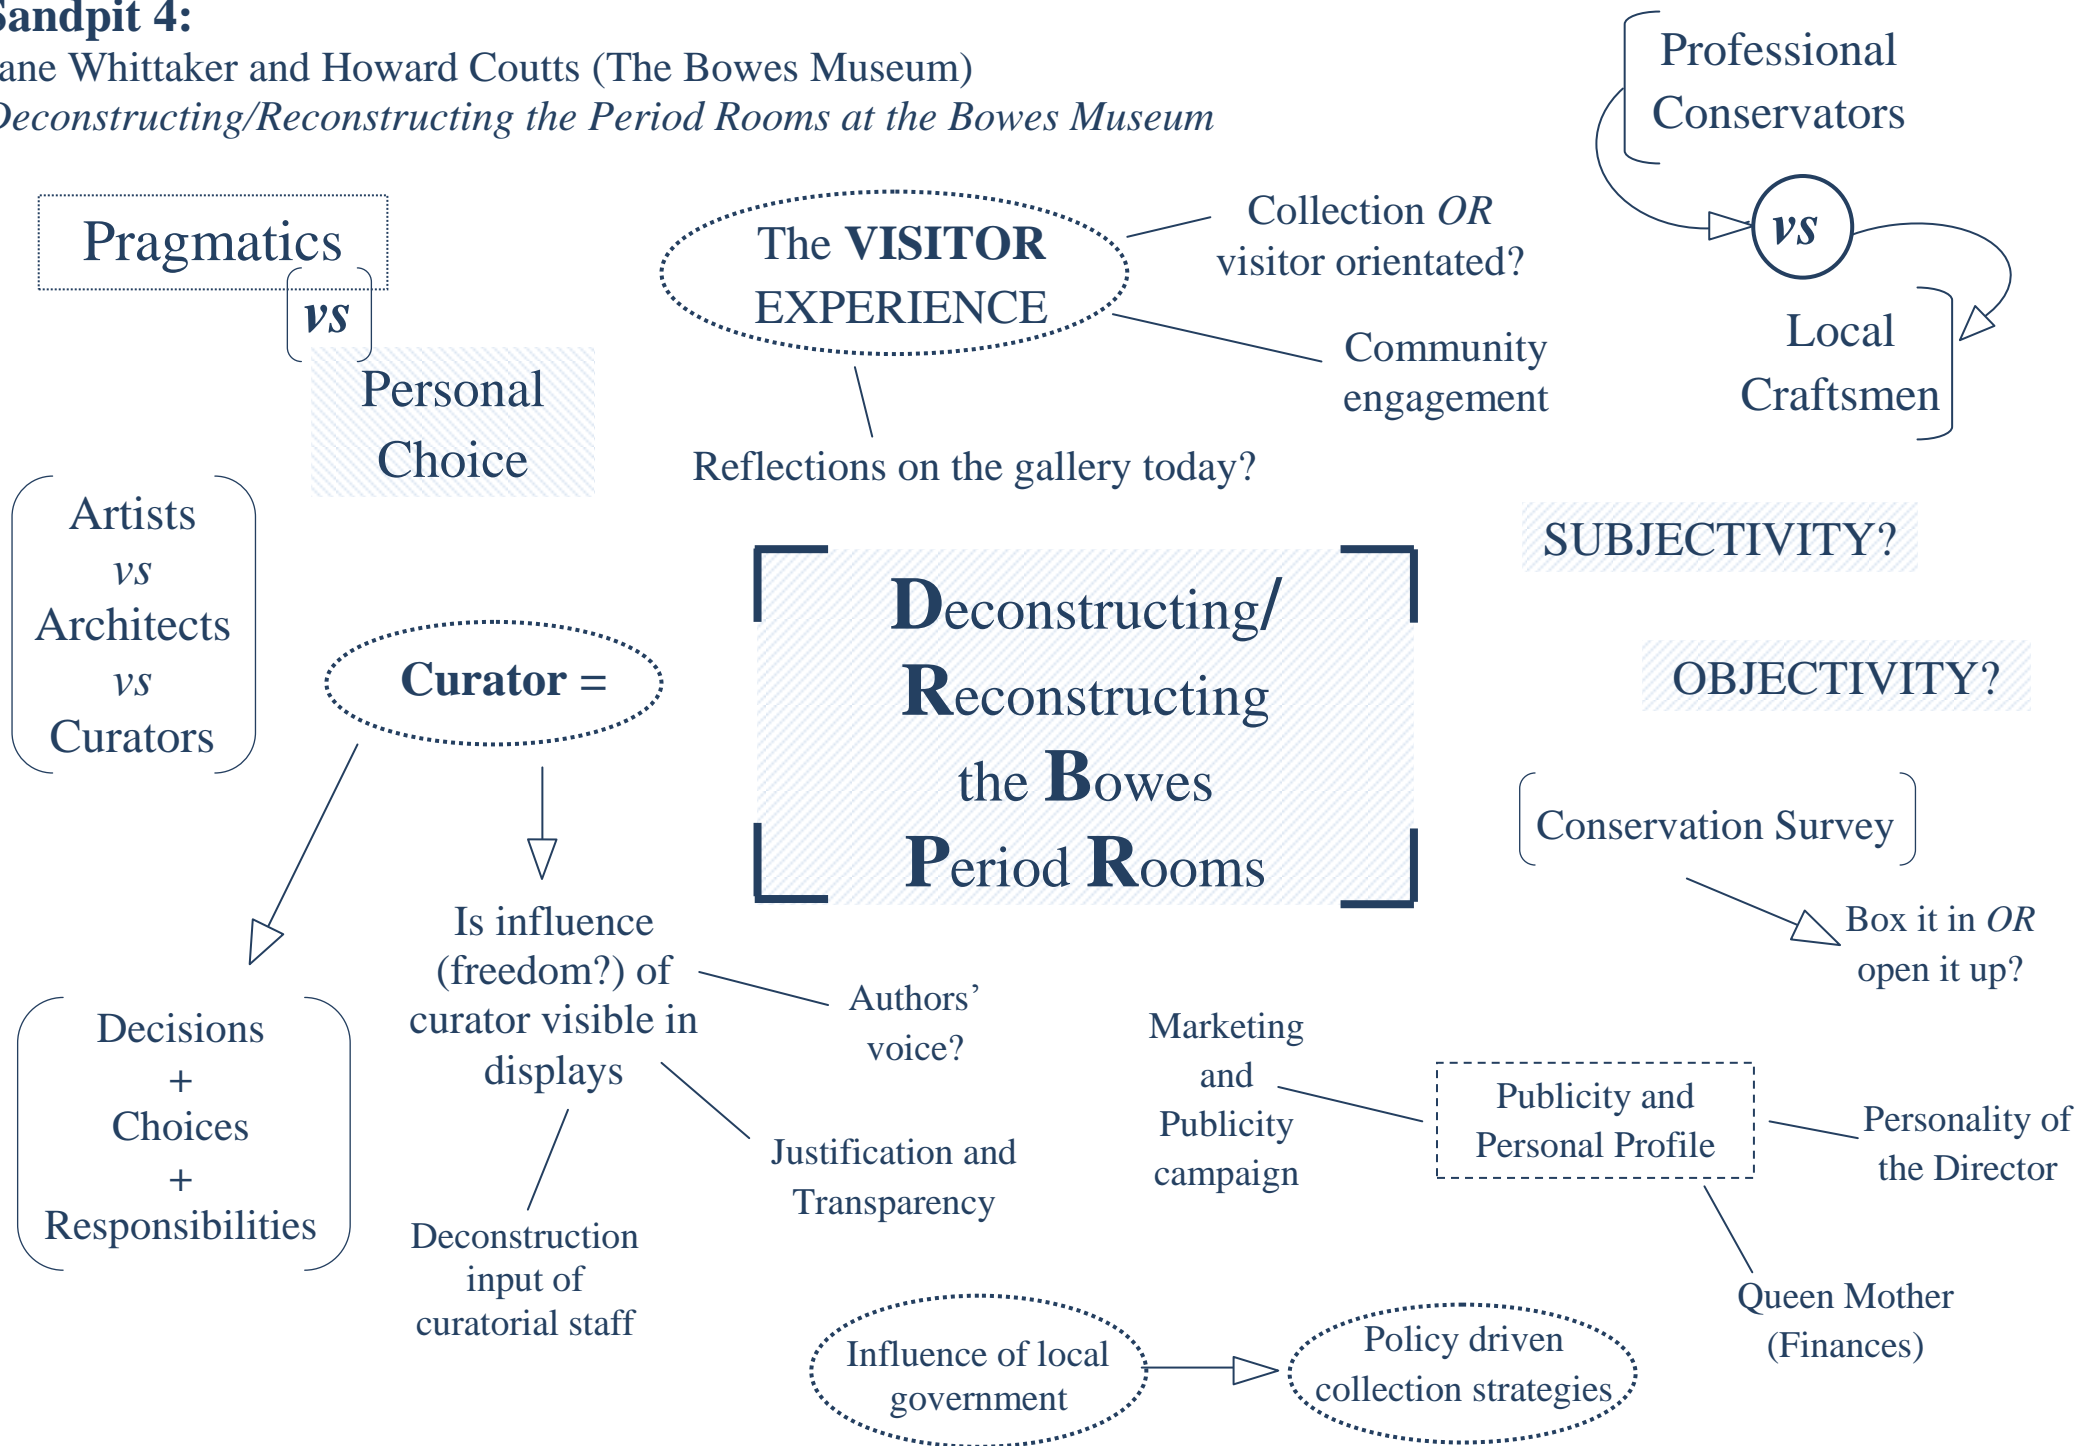 Sandpit 4:
ane Whittaker and Howard Coutts (The Bowes Museum)
Deconstructing/Reconstructing the Period Rooms at the Bowes Museum
Professional
Conservators
vs
Local
Craftsmen
Pragmatics
vs
Personal
Choice
The VISITOR
EXPERIENCE
Collection OR
visitor orientated?
Community
engagement
Reflections on the gallery today?
Artists
vs
Architects
vs
Curators
SUBJECTIVITY?
OBJECTIVITY?
Deconstructing/
Reconstructing
the Bowes
Period Rooms
Curator =
Conservation Survey
Box it in OR
open it up?
Decisions
+
Choices
+
Responsibilities
Is influence
(freedom?) of
curator visible in
displays
Authors’
voice?
Justification and
Transparency
Deconstruction
input of
curatorial staff
Marketing
and
Publicity
campaign
Publicity and
Personal Profile
Personality of
the Director
Queen Mother
(Finances)
Influence of local
government
Policy driven
collection strategies